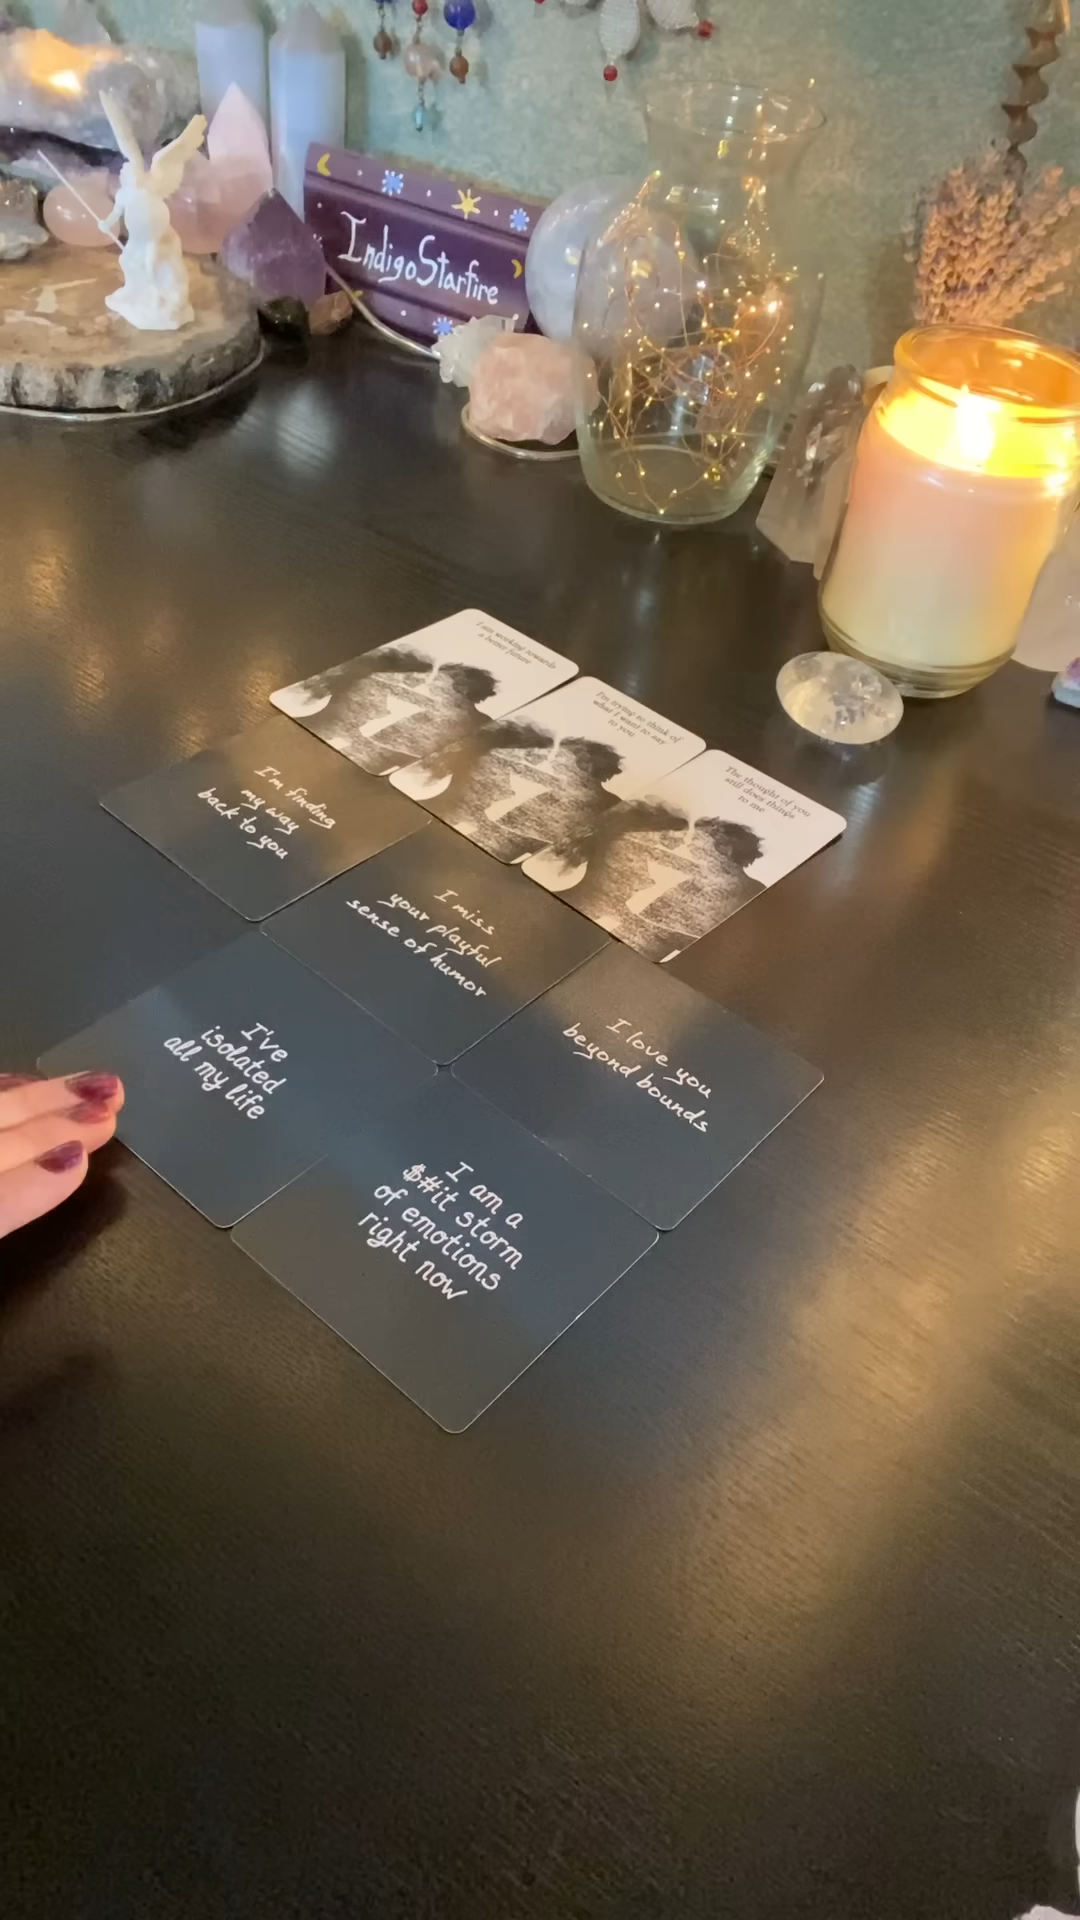 IndigoStarfire
I am working towards
a better future
I'm trying to think of
what I want to say
to you
The thought of you
still does things
to me
I'm finding
my way
back to you
I miss
your playful
sense of humor
I love you
beyond bounds
I've
isolated
all my life
I am a
$#it storm
of emotions
right now